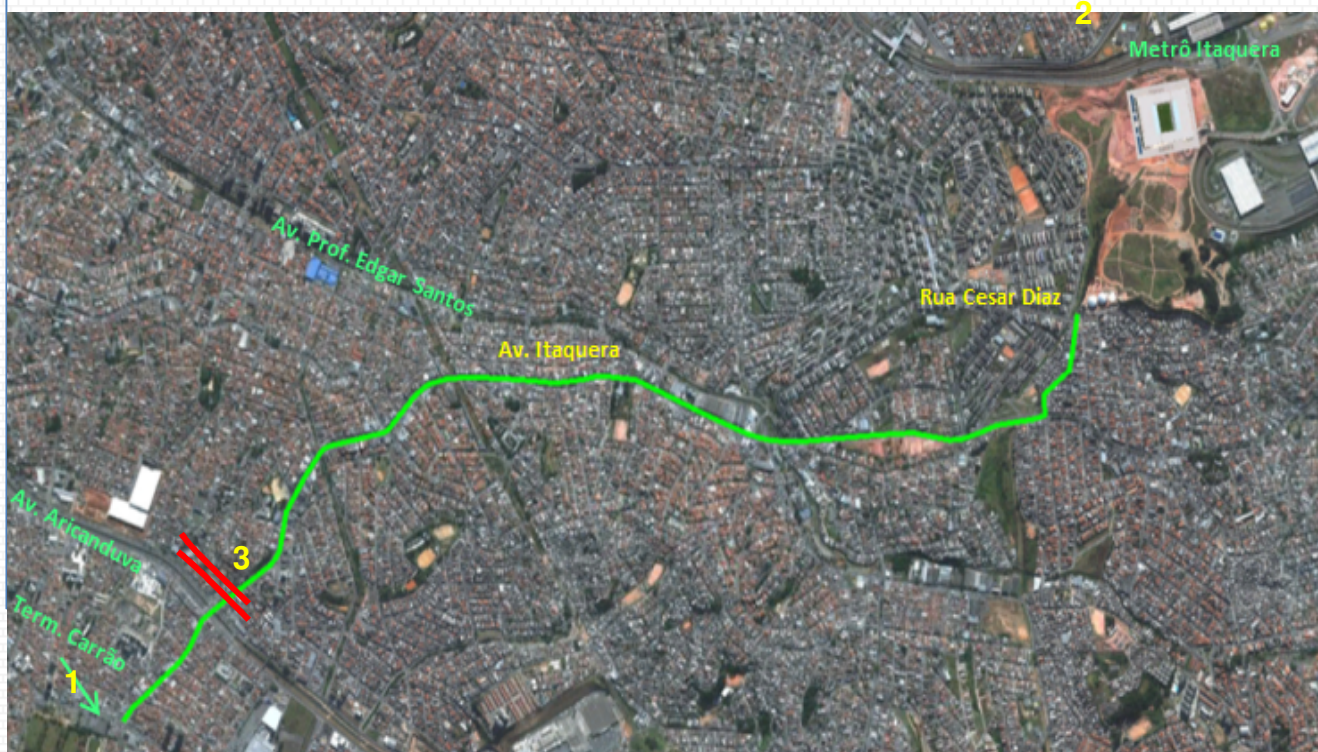 2
Metrô Itaquera
Av. Prof. Edgar Santos
Rua Cesar Diaz
Av. Itaquera
Av. Aricanduva
3
Term. Carrão
1